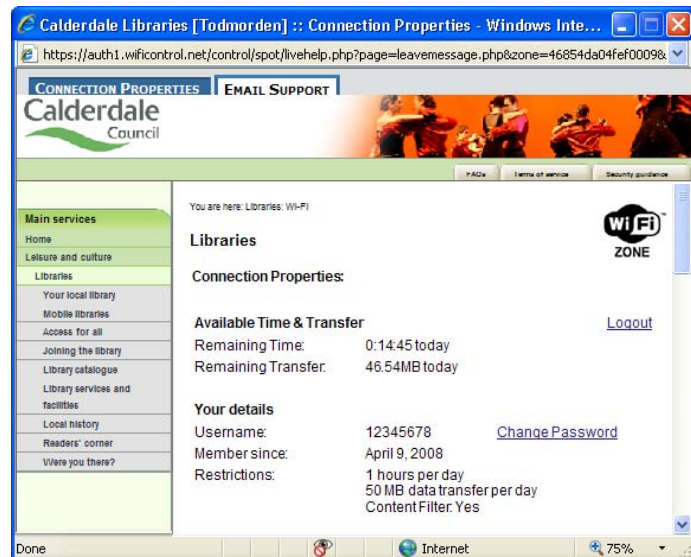 Calderdale Libraries [Todmorden] :: Connection Properties - Windows Inte...
https://auth1.wificontrol.net/control/spot/livehelp.php?page=leavemessage.php&zone=46854da04fef0009&
CONNECTION PROPERTIES EMAIL SUPPORT
Calderdale
Council
FAQs Terms of service Security guidance
You are here: Libraries: Wi-Fi
Wi Fi
ZONE
Main services
Home
Leisure and culture
Libraries
Your local library
Mobile libraries
Access for all
Joining the library
Library catalogue
Library services and
facilities
Local history
Readers' corner
Were you there?
Libraries
Connection Properties:
Available Time & Transfer Logout
Remaining Time: 0:14:45 today
Remaining Transfer: 46.54MB today
Your details
Username: 12345678 Change Password
Member since: April 9, 2008
Restrictions: 1 hours per day
50 MB data transfer per day
Content Filter: Yes
Done Internet 75%